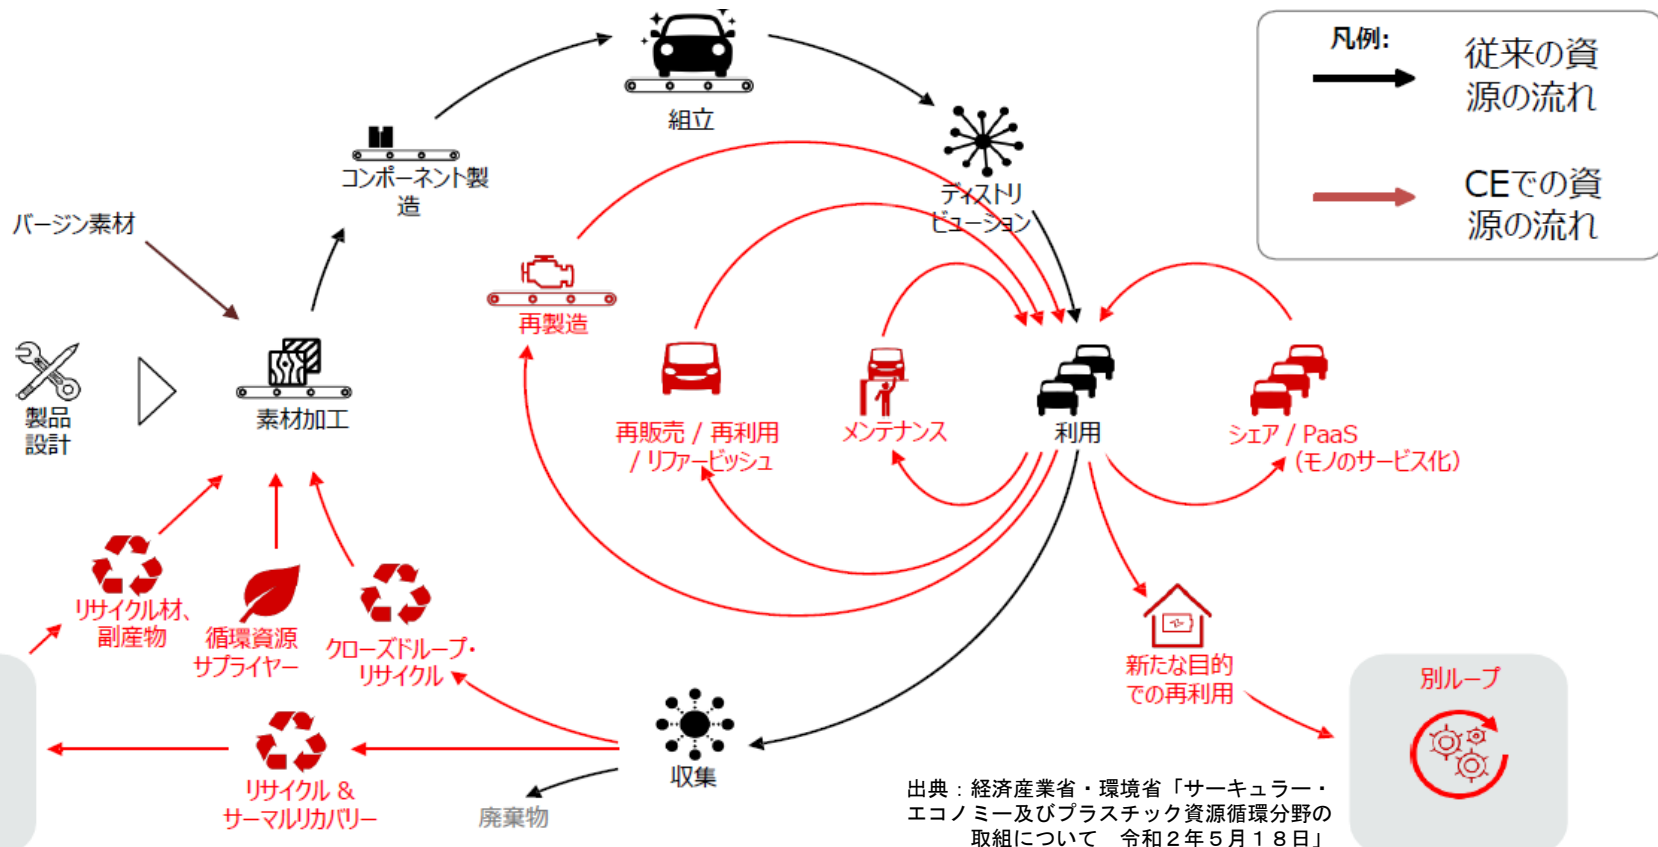 凡例:
従来の資
源の流れ
CEでの資
源の流れ
組立
コンポーネント製
造
ディストリ
ビューション
バージン素材
再製造
製品
設計
素材加工
再販売 / 再利用
/ リファービッシュ
メンテナンス
利用
シェア / PaaS
（モノのサービス化）
リサイクル材、
副産物
循環資源
サプライヤー
クローズドループ・
リサイクル
新たな目的
での再利用
別ループ
収集
リサイクル &
サーマルリカバリー
廃棄物
出典：経済産業省・環境省「サーキュラー・
エコノミー及びプラスチック資源循環分野の
取組について　令和２年５月１８日」